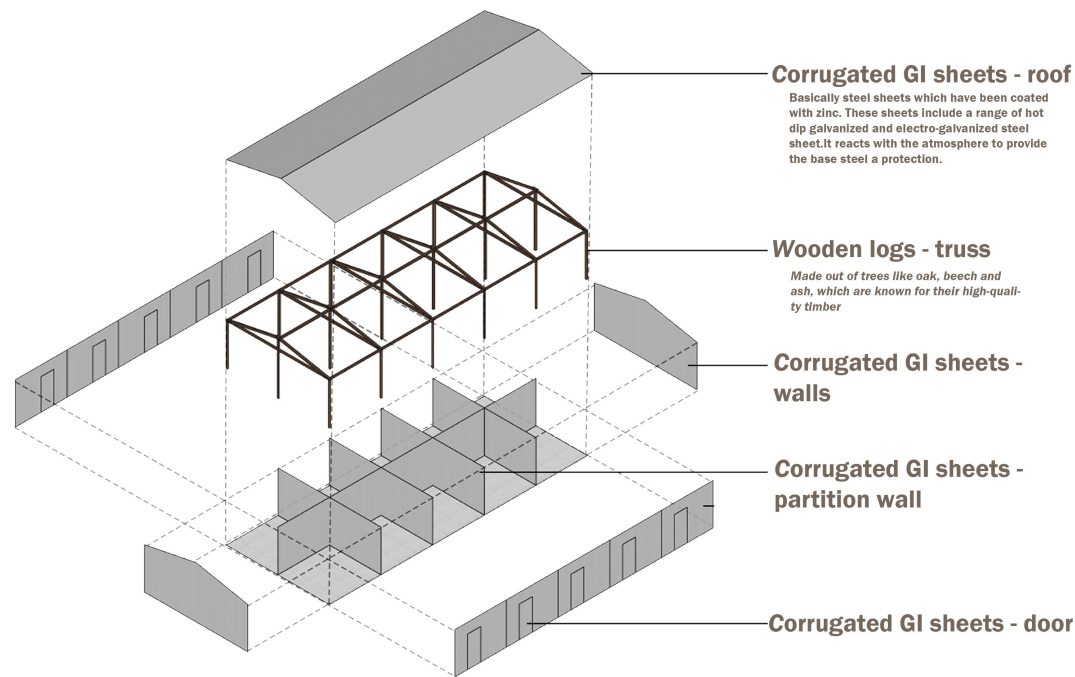 Corrugated GI sheets - roof
Basically steel sheets which have been coated
with zinc. These sheets include a range of hot
dip galvanized and electro-galvanized steel
sheet.It reacts with the atmosphere to provide
the base steel a protection.
Wooden logs - truss
Made out of trees like oak, beech and
ash, which are known for their high-quali-
ty timber
Corrugated GI sheets -
walls
Corrugated GI sheets -
partition wall
Corrugated GI sheets - door